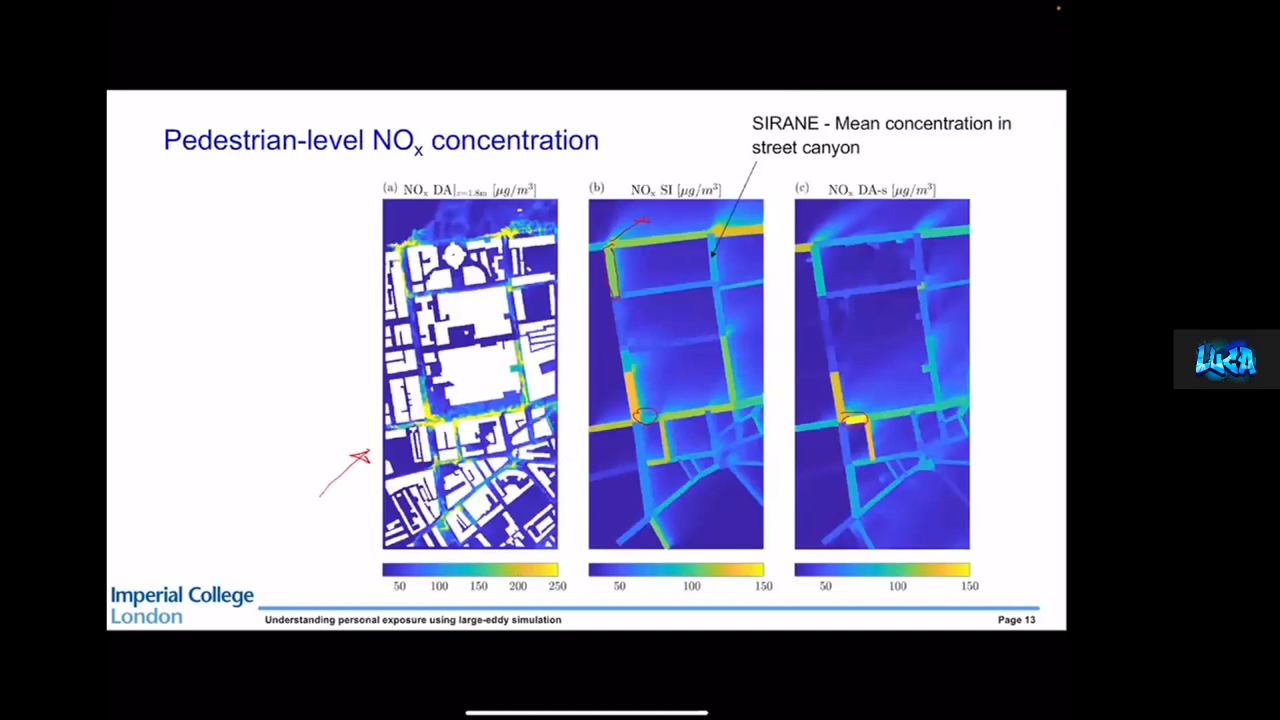 Pedestrian-level NOx concentration
SIRANE - Mean concentration in
street canyon
(a) NOx DA|z=1.8m [μg/m³]
(b) NOx SI [μg/m³]
(c) NOx DA-s [μg/m³]
50 100 150 200 250
50 100 150
50 100 150
Imperial College
London
Understanding personal exposure using large-eddy simulation
Page 13
LUCA